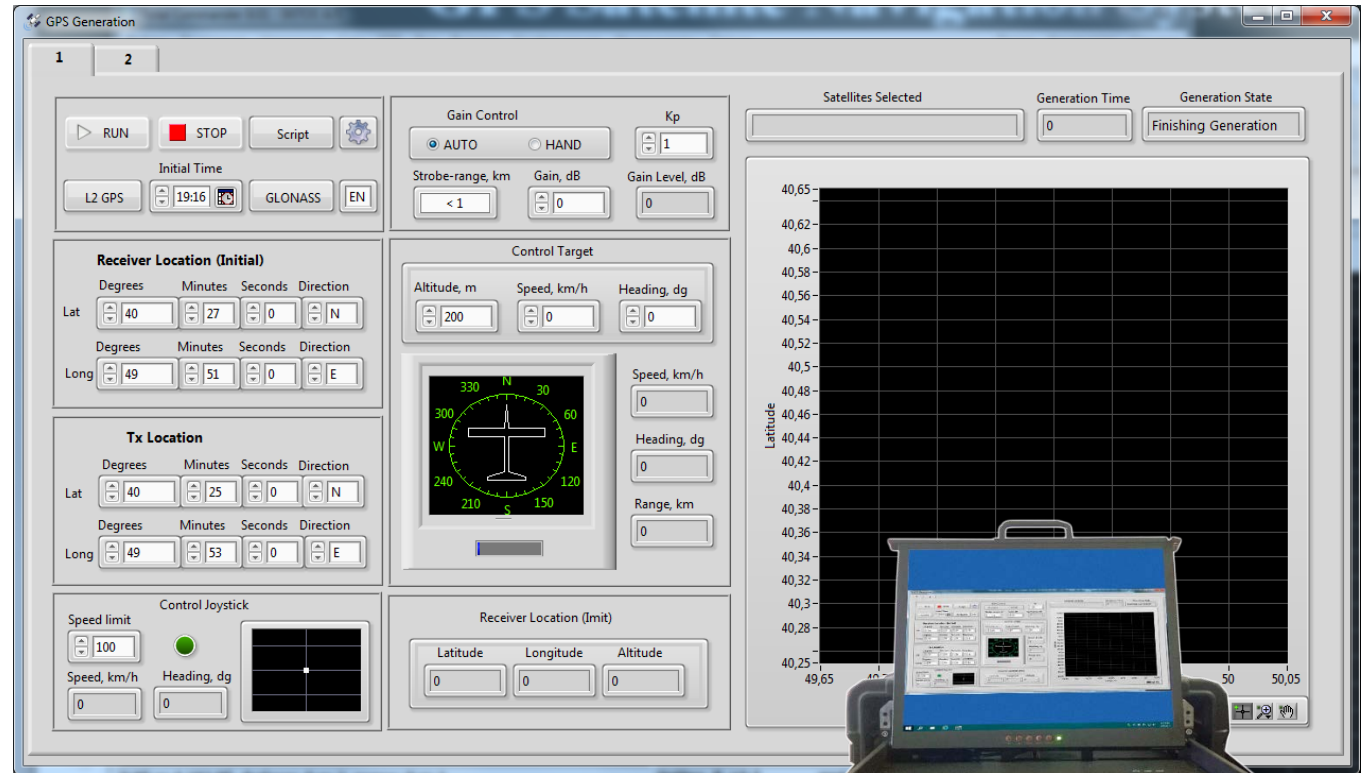 GPS Generation
1 2
RUN STOP Script
Initial Time
L2 GPS 19:16 GLONASS EN
Receiver Location (Initial)
Degrees Minutes Seconds Direction
Lat 40 27 0 N
Degrees Minutes Seconds Direction
Long 49 51 0 E
Tx Location
Degrees Minutes Seconds Direction
Lat 40 25 0 N
Degrees Minutes Seconds Direction
Long 49 53 0 E
Control Joystick
Speed limit
100
Speed, km/h Heading, dg
0 0
Gain Control Kp
AUTO HAND 1
Strobe-range, km Gain, dB Gain Level, dB
< 1 0 0
Control Target
Altitude, m Speed, km/h Heading, dg
200 0 0
330 N 30
300 60
W E
240 120
210 S 150
Speed, km/h
0
Heading, dg
0
Range, km
0
Receiver Location (Imit)
Latitude Longitude Altitude
0 0 0
Satellites Selected Generation Time Generation State
0 Finishing Generation
Latitude
40,65
40,62
40,6
40,58
40,56
40,54
40,52
40,5
40,48
40,46
40,44
40,42
40,4
40,38
40,36
40,34
40,32
40,3
40,28
40,25
49,65 50 50,05